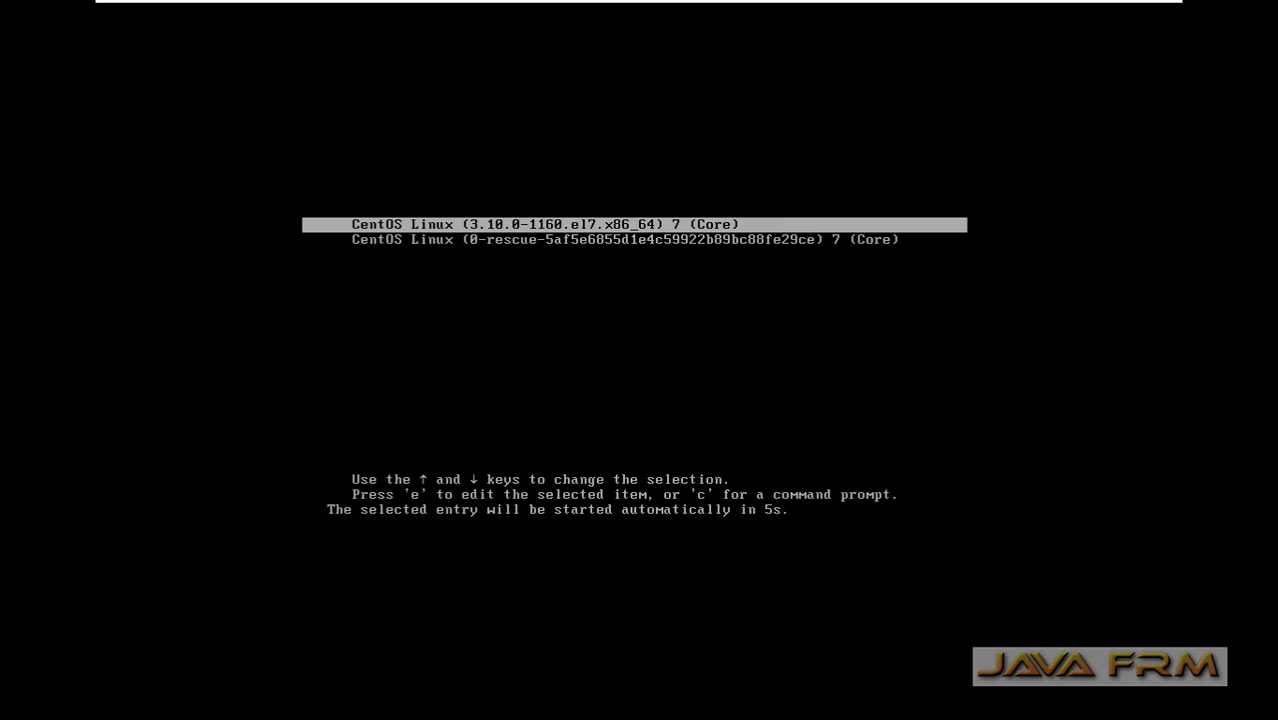 CentOS Linux (3.10.0-1160.el7.x86_64) 7 (Core)
CentOS Linux (0-rescue-5af5e6855d1e4c59922b89bc88fe29ce) 7 (Core)
Use the ↑ and ↓ keys to change the selection.
Press 'e' to edit the selected item, or 'c' for a command prompt.
The selected entry will be started automatically in 5s.
JAVA FRM